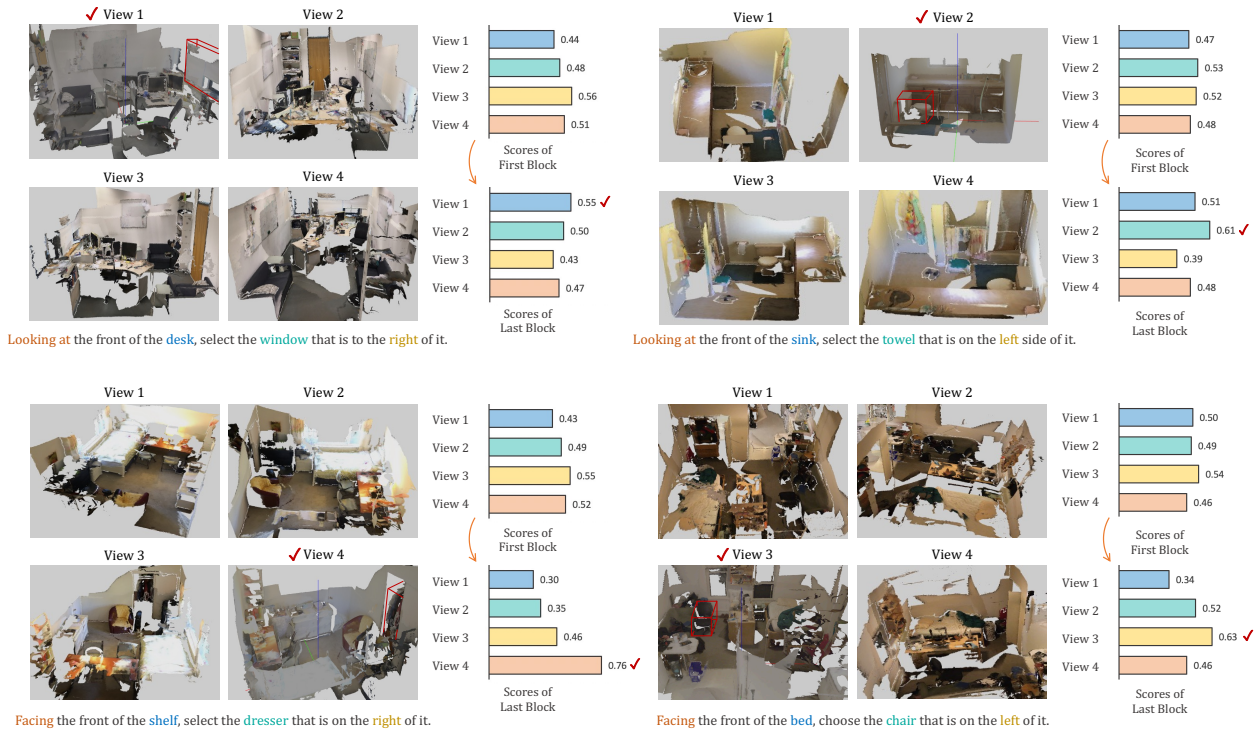 ✓ View 1
View 2
View 1 0.44
View 2 0.48
View 3 0.56
View 4 0.51
Scores of
First Block
View 3
View 4
View 1 0.55 ✓
View 2 0.50
View 3 0.43
View 4 0.47
Scores of
Last Block
Looking at the front of the desk, select the window that is to the right of it.
View 1
✓ View 2
View 1 0.47
View 2 0.53
View 3 0.52
View 4 0.48
Scores of
First Block
View 3
View 4
View 1 0.51
View 2 0.61 ✓
View 3 0.39
View 4 0.48
Scores of
Last Block
Looking at the front of the sink, select the towel that is on the left side of it.
View 1
View 2
View 1 0.43
View 2 0.49
View 3 0.55
View 4 0.52
Scores of
First Block
View 3
✓ View 4
View 1 0.30
View 2 0.35
View 3 0.46
View 4 0.76 ✓
Scores of
Last Block
Facing the front of the shelf, select the dresser that is on the right of it.
View 1
View 2
View 1 0.50
View 2 0.49
View 3 0.54
View 4 0.46
Scores of
First Block
✓ View 3
View 4
View 1 0.34
View 2 0.52
View 3 0.63 ✓
View 4 0.46
Scores of
Last Block
Facing the front of the bed, choose the chair that is on the left of it.